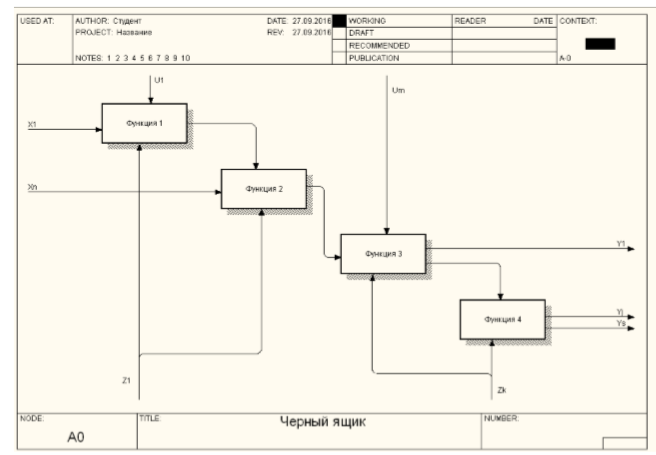 USED AT: AUTHOR: Студент DATE: 27.09.2016 WORKING READER DATE CONTEXT:
PROJECT: Название REV: 27.09.2016 DRAFT
RECOMMENDED
NOTES: 1 2 3 4 5 6 7 8 9 10 PUBLICATION A-0
U1
Um
X1
Функция 1
Xn
Функция 2
Функция 3
Y1
Функция 4
Yj
Ys
Z1
Zk
NODE: TITLE: Черный ящик NUMBER:
A0